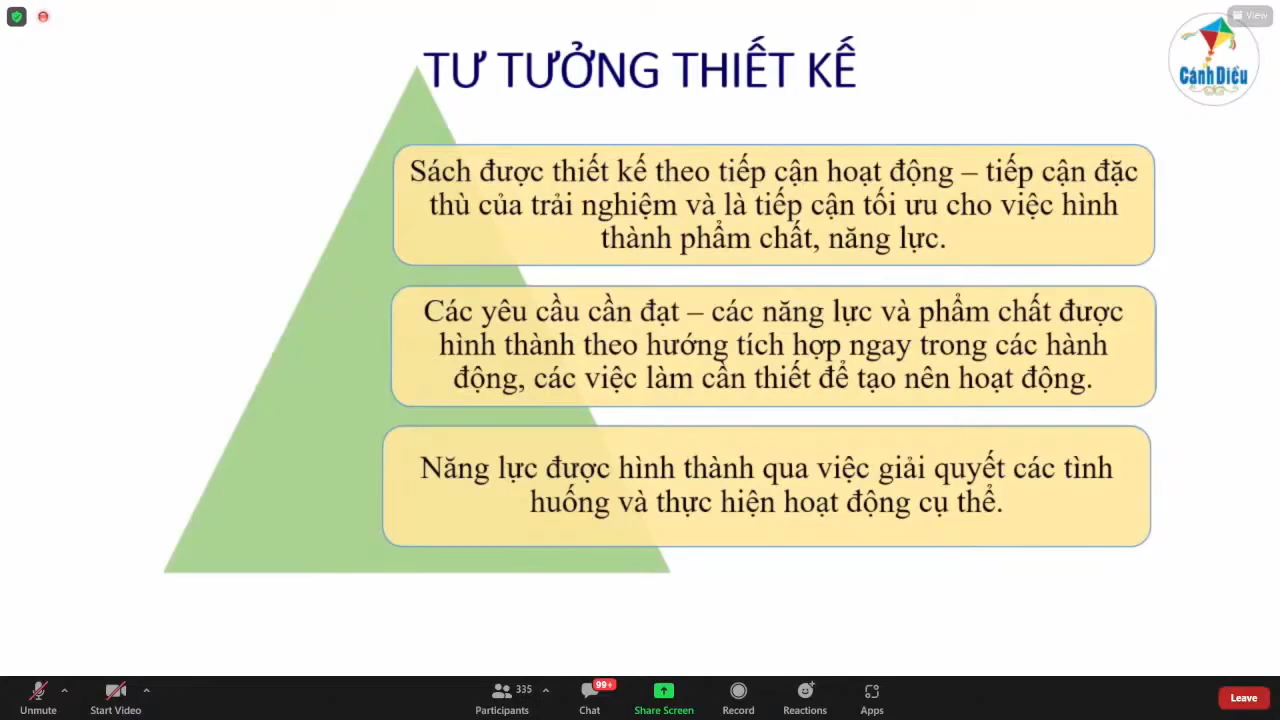 View
TƯ TƯỞNG THIẾT KẾ
Cánh Diều
Sách được thiết kế theo tiếp cận hoạt động – tiếp cận đặc
thù của trải nghiệm và là tiếp cận tối ưu cho việc hình
thành phẩm chất, năng lực.
Các yêu cầu cần đạt – các năng lực và phẩm chất được
hình thành theo hướng tích hợp ngay trong các hành
động, các việc làm cần thiết để tạo nên hoạt động.
Năng lực được hình thành qua việc giải quyết các tình
huống và thực hiện hoạt động cụ thể.
Unmute
Start Video
335
Participants
99+
Chat
Share Screen
Record
Reactions
Apps
Leave